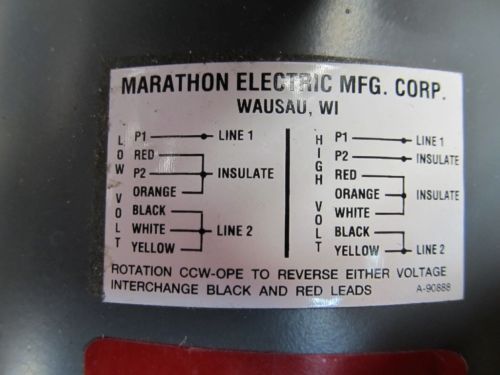 MARATHON ELECTRIC MFG. CORP.
WAUSAU, WI
LOW VOLT
P1 LINE 1
RED
P2 INSULATE
ORANGE
BLACK
WHITE LINE 2
YELLOW
HIGH VOLT
P1 LINE 1
P2 INSULATE
RED
ORANGE INSULATE
WHITE
BLACK
YELLOW LINE 2
ROTATION CCW-OPE TO REVERSE EITHER VOLTAGE
INTERCHANGE BLACK AND RED LEADS A-90888